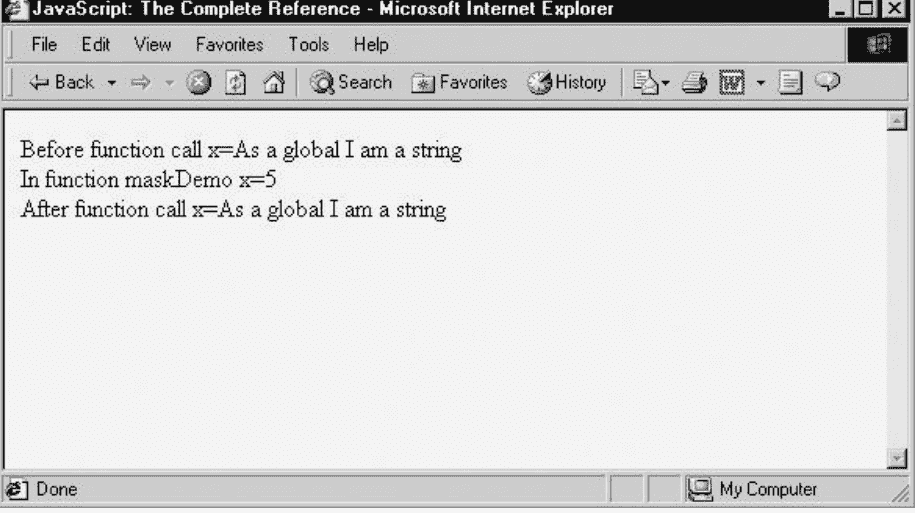 JavaScript: The Complete Reference - Microsoft Internet Explorer
File Edit View Favorites Tools Help
Back Search Favorites History
Before function call x=As a global I am a string
In function maskDemo x=5
After function call x=As a global I am a string
Done My Computer